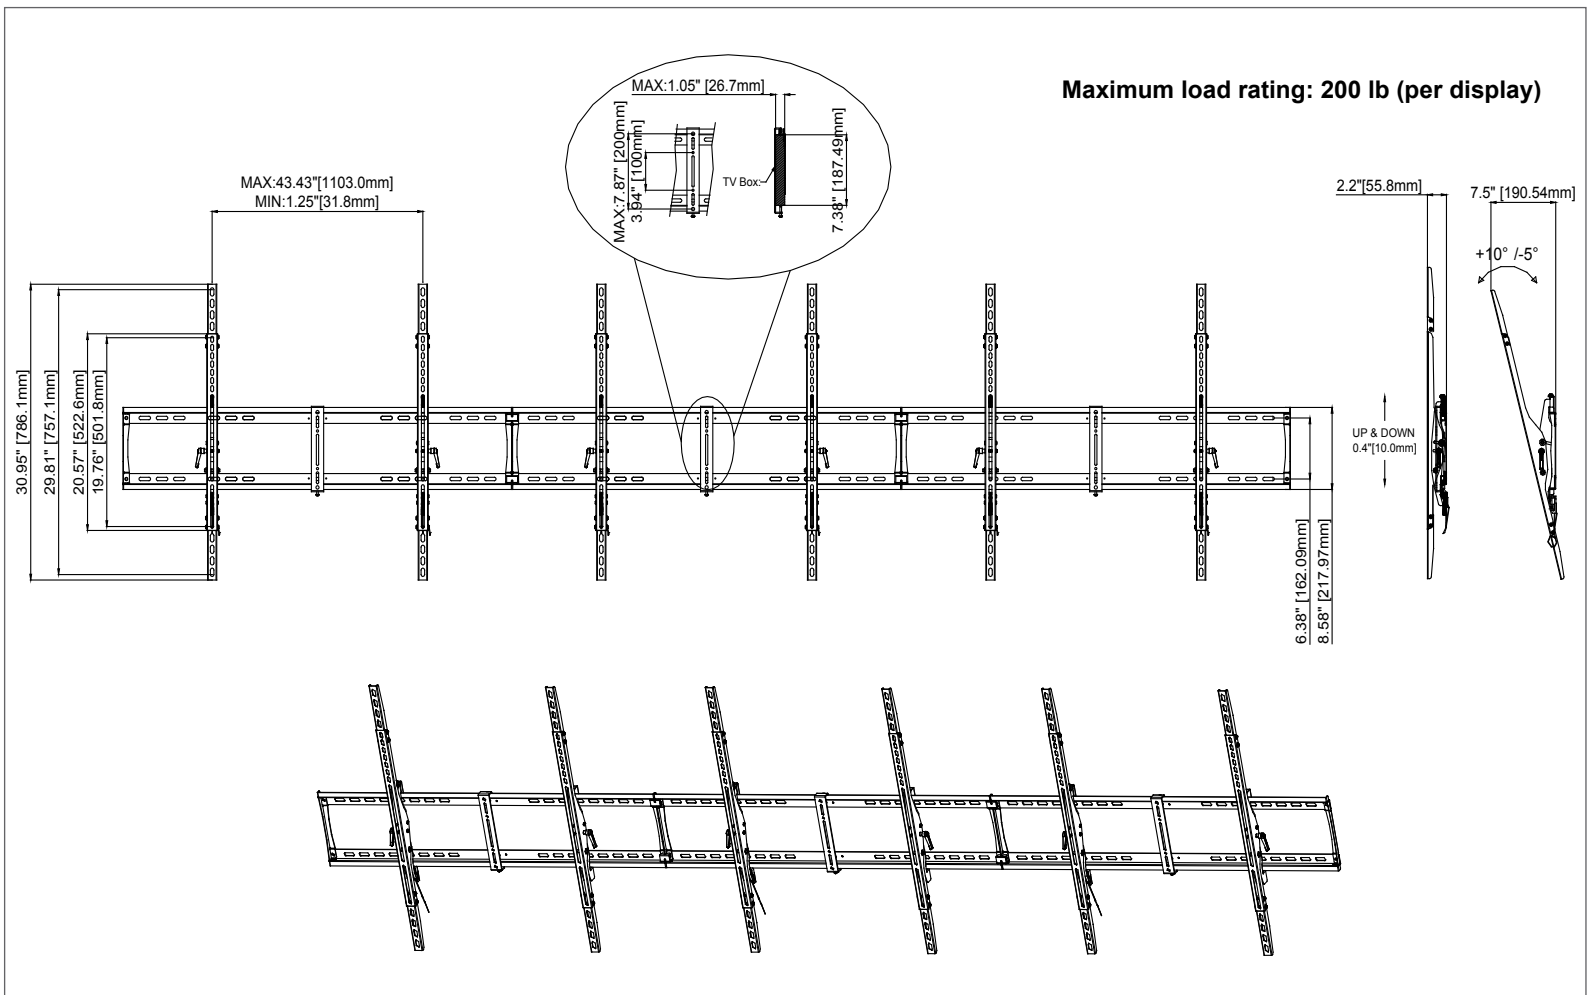 MAX:1.05" [26.7mm]
Maximum load rating: 200 lb (per display)
MAX:7.87" [200mm]
3.94" [100mm]
TV Box:
7.38" [187.49mm]
MAX:43.43"[1103.0mm]
MIN:1.25"[31.8mm]
2.2"[55.8mm]
7.5" [190.54mm]
+10° /-5°
30.95" [786.1mm]
29.81" [757.1mm]
20.57" [522.6mm]
19.76" [501.8mm]
UP & DOWN
0.4"[10.0mm]
6.38" [162.09mm]
8.58" [217.97mm]